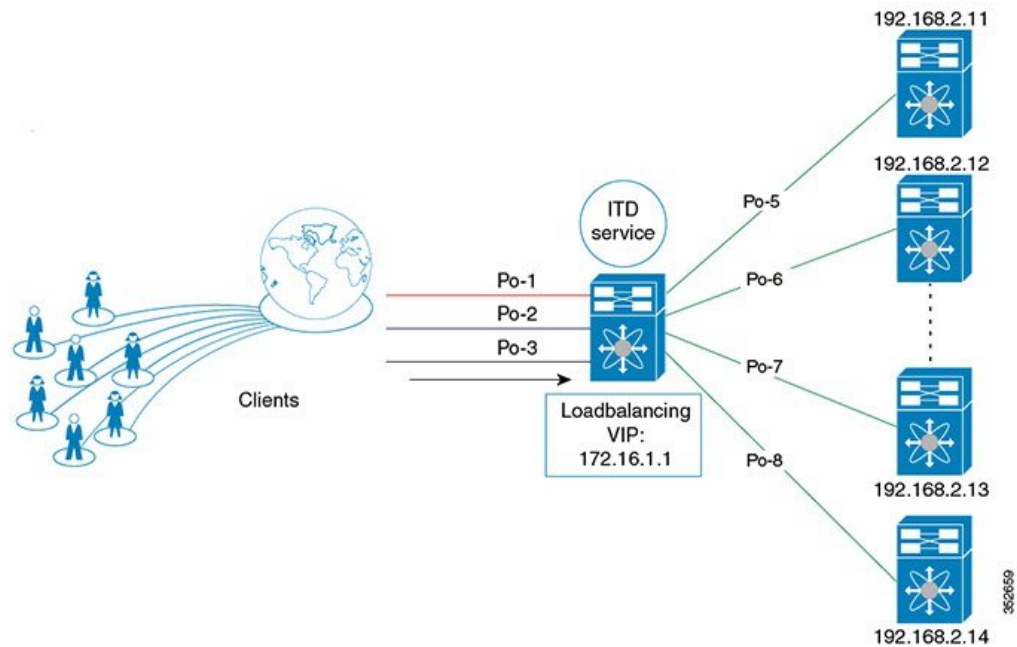 192.168.2.11
192.168.2.12
Po-5
ITD
service
Po-6
Po-1
Po-2
Po-3
Po-7
Clients
Loadbalancing
VIP:
172.16.1.1
Po-8
192.168.2.13
192.168.2.14
352659